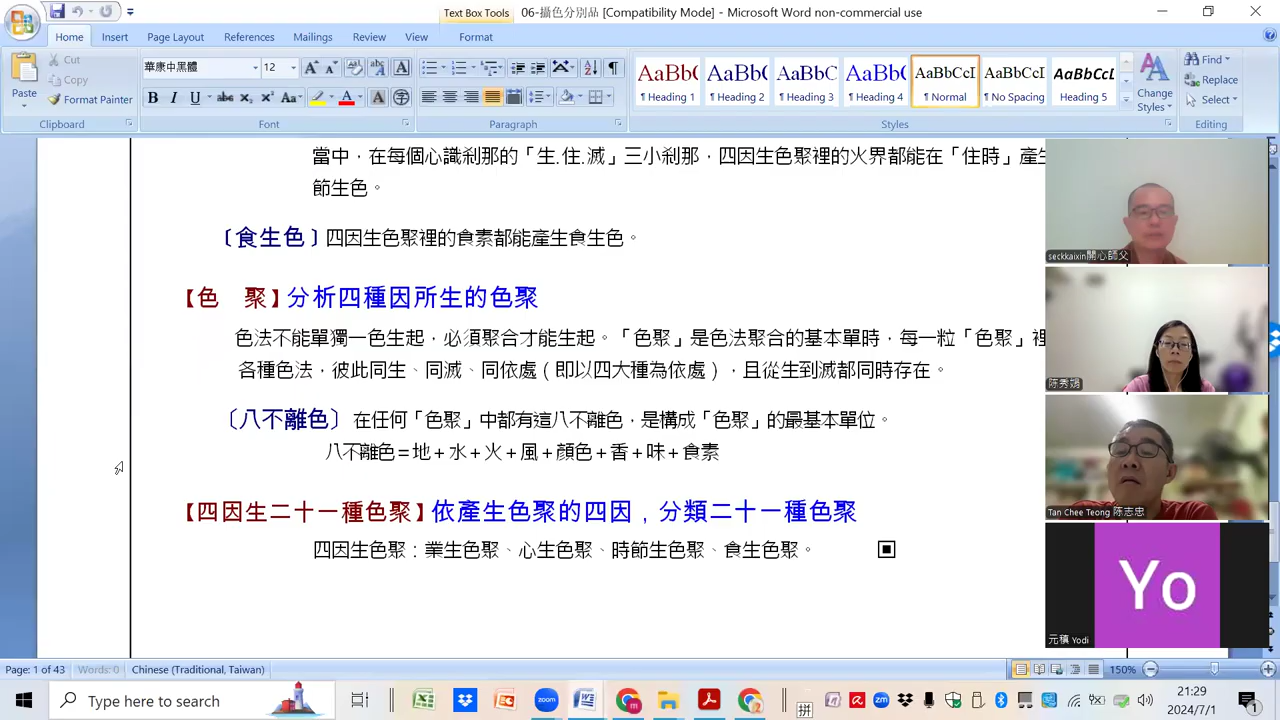 Text Box Tools
06-攝色分別品 [Compatibility Mode] - Microsoft Word non-commercial use
Home Insert Page Layout References Mailings Review View Format
Paste
Cut
Copy
Format Painter
Clipboard
華康中黑體 12
Font
Paragraph
AaBbC AaBbC AaBbC AaBbC AaBbCcL AaBbCcL AaBbCcL
¶ Heading 1 ¶ Heading 2 ¶ Heading 3 ¶ Heading 4 ¶ Normal ¶ No Spacing Heading 5
Change Styles
Styles
Find
Replace
Select
Editing
當中，在每個心識剎那的「生.住.滅」三小剎那，四因生色聚裡的火界都能在「住時」產生
節生色。
〔食生色〕四因生色聚裡的食素都能產生食生色。
【色　聚】分析四種因所生的色聚
色法不能單獨一色生起，必須聚合才能生起。「色聚」是色法聚合的基本單時，每一粒「色聚」裡
各種色法，彼此同生、同滅、同依處（即以四大種為依處），且從生到滅都同時存在。
〔八不離色〕在任何「色聚」中都有這八不離色，是構成「色聚」的最基本單位。
八不離色＝地＋水＋火＋風＋顏色＋香＋味＋食素
【四因生二十一種色聚】依產生色聚的四因，分類二十一種色聚
四因生色聚：業生色聚、心生色聚、時節生色聚、食生色聚。
seckkaixin開心師父
陈秀娟
Tan Chee Teong 陈志忠
Yo
元稹 Yodi
Page: 1 of 43 Words: 0 Chinese (Traditional, Taiwan) 150%
Type here to search
拼
21:29
2024/7/1